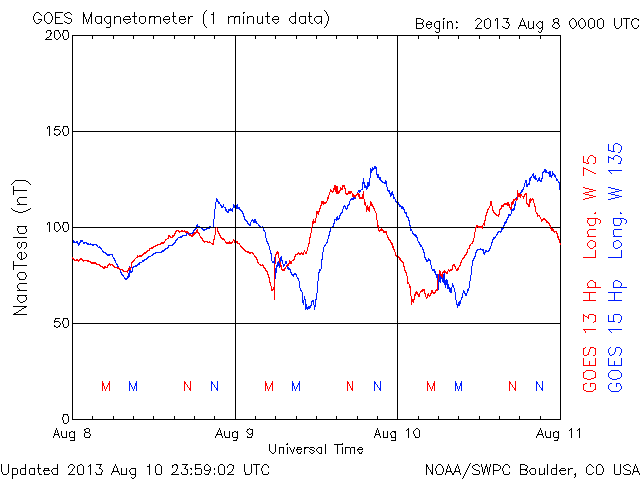 GOES Magnetometer (1 minute data)
Begin: 2013 Aug 8 0000 UTC
200
150
100
50
0
NanoTesla (nT)
M M N N M M N N M M N N
Aug 8 Aug 9 Aug 10 Aug 11
Universal Time
GOES 13 Hp Long. W 75
GOES 15 Hp Long. W 135
Updated 2013 Aug 10 23:59:02 UTC
NOAA/SWPC Boulder, CO USA